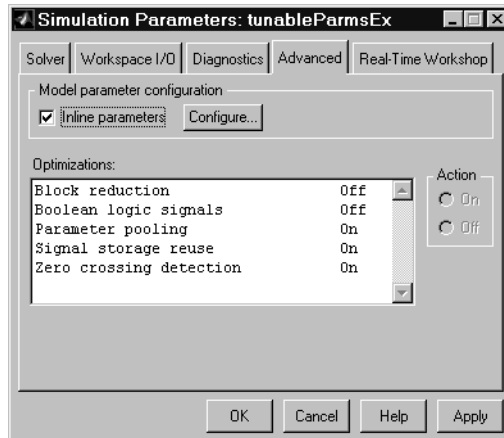 Simulation Parameters: tunableParmsEx
Solver Workspace I/O Diagnostics Advanced Real-Time Workshop
Model parameter configuration
Inline parameters Configure...
Optimizations:
Action
Block reduction Off
On
Boolean logic signals Off
Off
Parameter pooling On
Signal storage reuse On
Zero crossing detection On
OK Cancel Help Apply